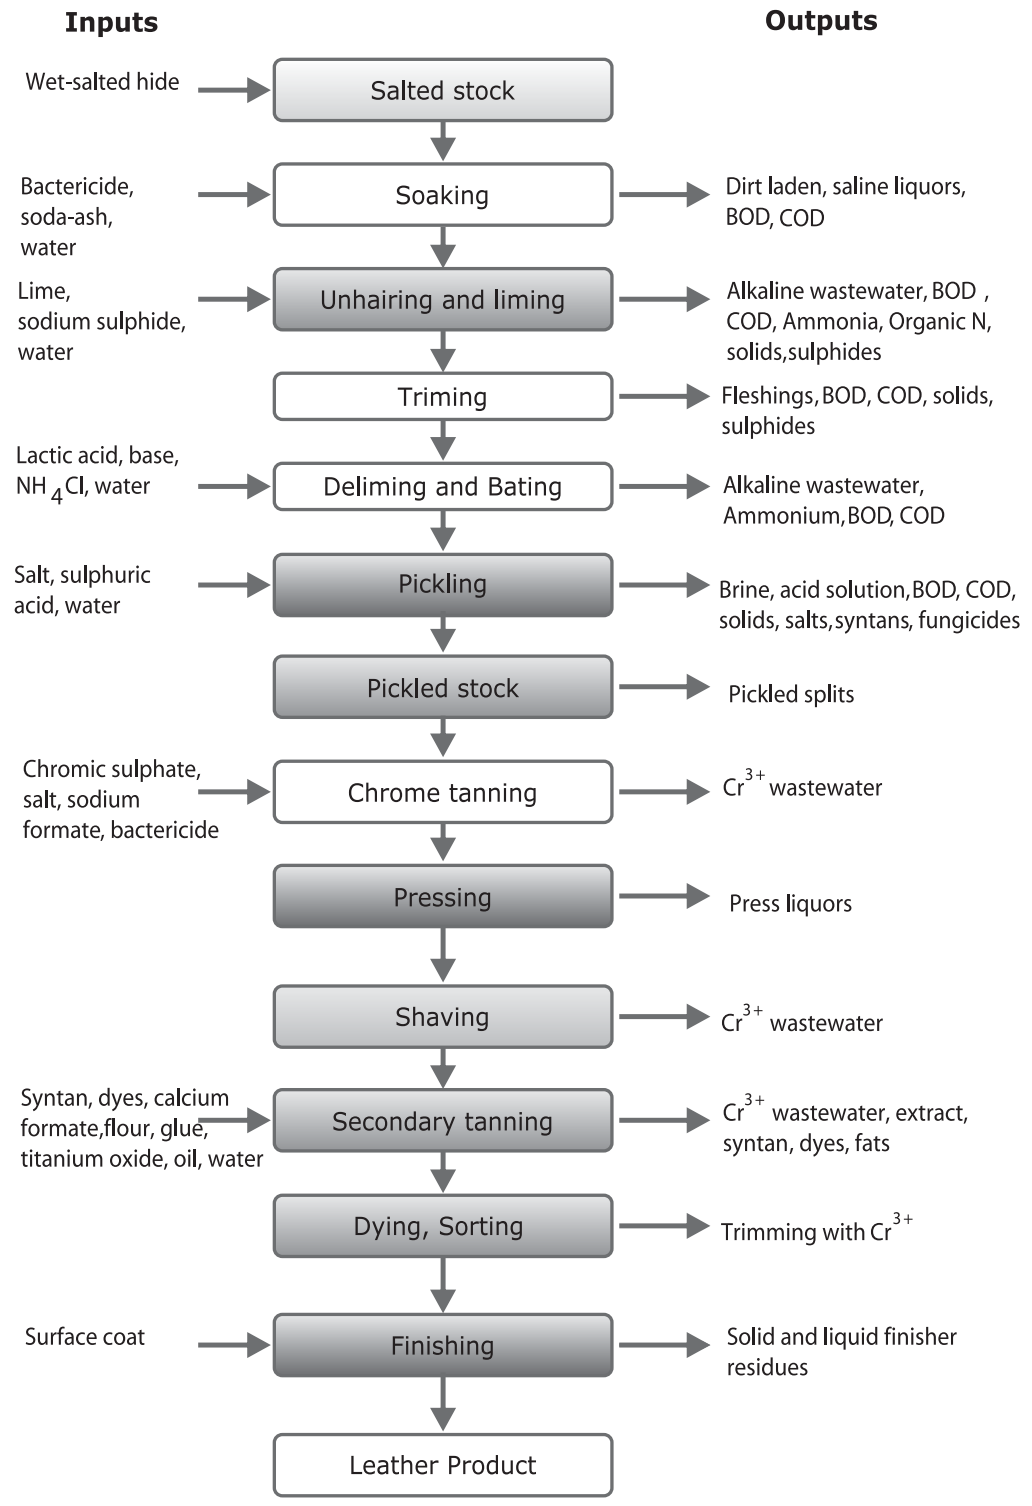 Inputs
Outputs
Wet-salted hide
Salted stock
Bactericide,
soda-ash,
water
Soaking
Dirt laden, saline liquors,
BOD, COD
Lime,
sodium sulphide,
water
Unhairing and liming
Alkaline wastewater, BOD ,
COD, Ammonia, Organic N,
solids,sulphides
Triming
Fleshings, BOD, COD, solids,
sulphides
Lactic acid, base,
NH4Cl, water
Deliming and Bating
Alkaline wastewater,
Ammonium, BOD, COD
Salt, sulphuric
acid, water
Pickling
Brine, acid solution, BOD, COD,
solids, salts, syntans, fungicides
Pickled stock
Pickled splits
Chromic sulphate,
salt, sodium
formate, bactericide
Chrome tanning
Cr3+ wastewater
Pressing
Press liquors
Shaving
Cr3+ wastewater
Syntan, dyes, calcium
formate,flour, glue,
titanium oxide, oil, water
Secondary tanning
Cr3+ wastewater, extract,
syntan, dyes, fats
Dying, Sorting
Trimming with Cr3+
Surface coat
Finishing
Solid and liquid finisher
residues
Leather Product